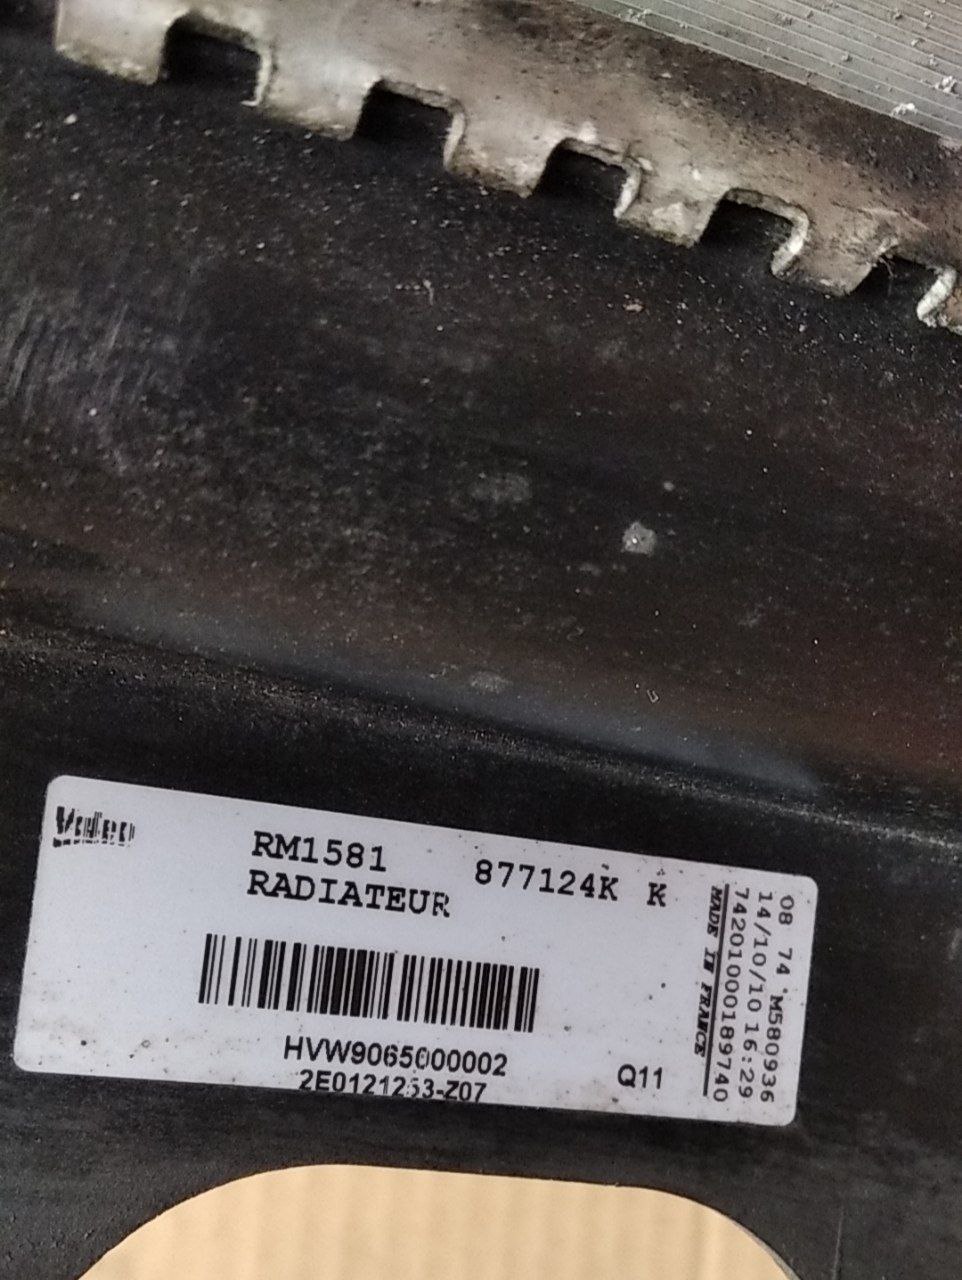 Valeo
RM1581 877124K K
RADIATEUR
HVW9065000002
2E0121253-Z07
Q11
08 74 M580936
14/10/10 16:29
74201000189740
MADE IN FRANCE